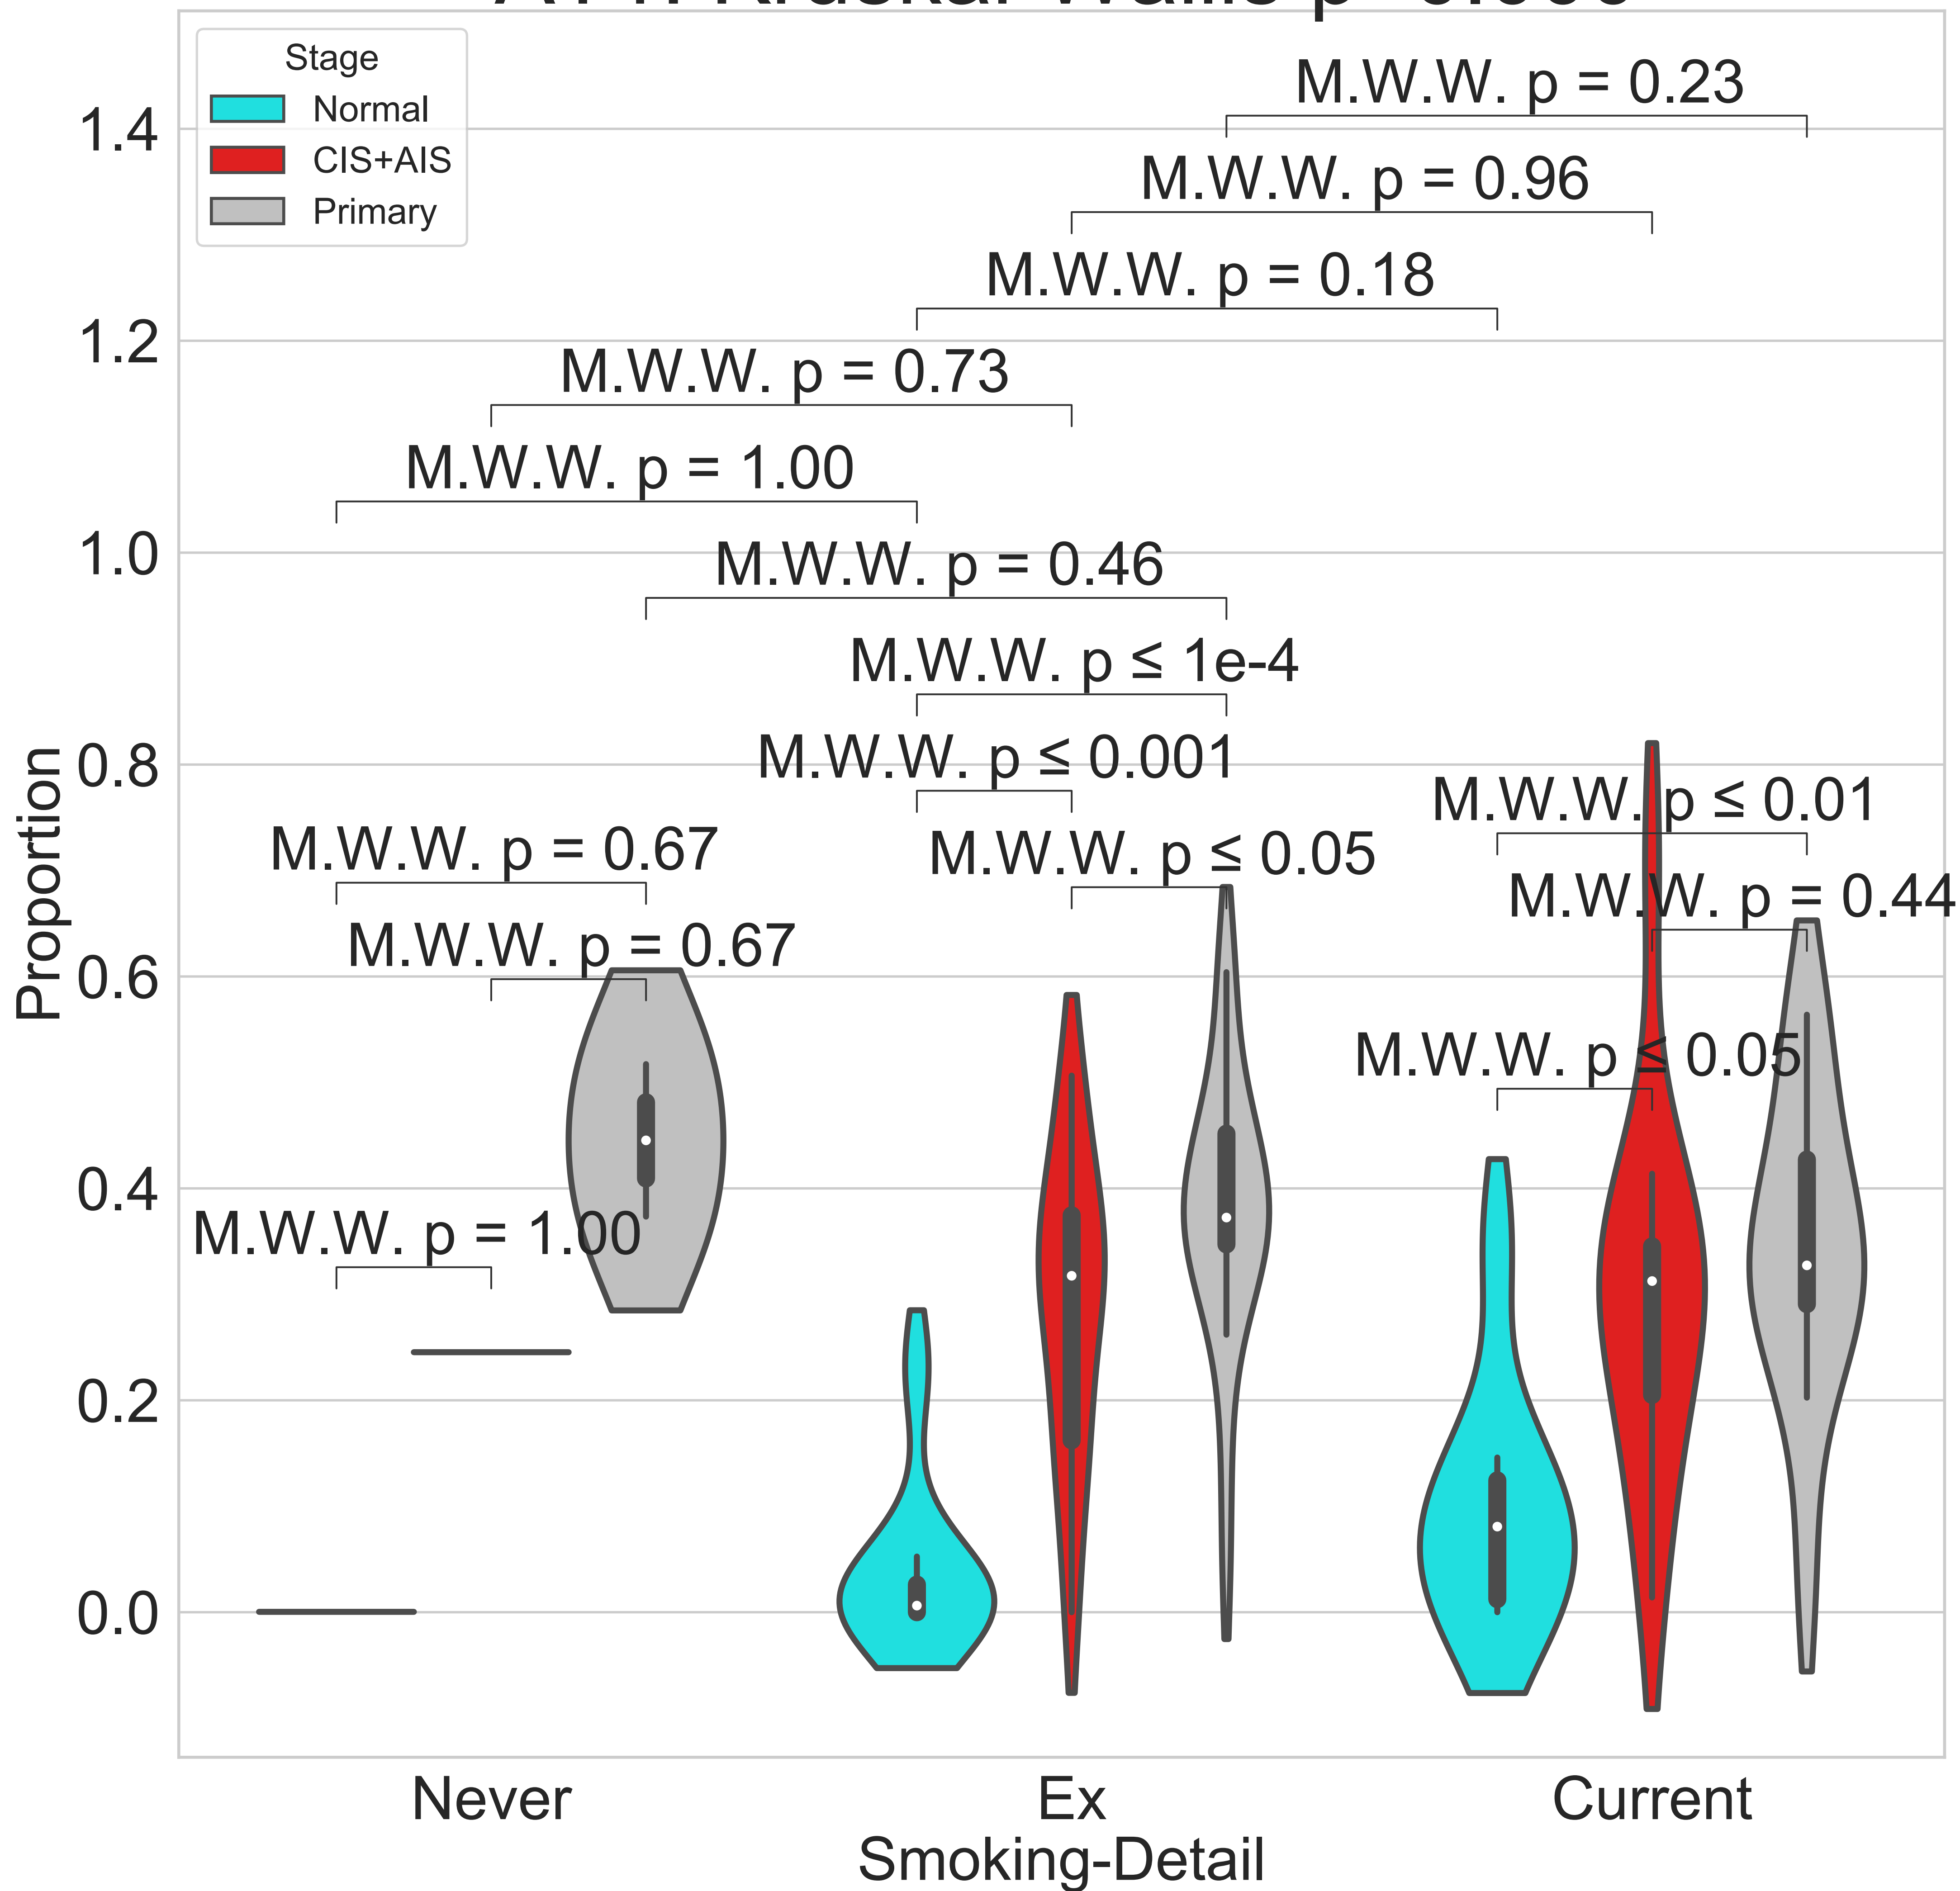 Stage
Normal
CIS+AIS
Primary
M.W.W. p = 0.23
M.W.W. p = 0.96
M.W.W. p = 0.18
M.W.W. p = 0.73
M.W.W. p = 1.00
M.W.W. p = 0.46
M.W.W. p ≤ 1e-4
M.W.W. p ≤ 0.001
M.W.W. p ≤ 0.01
M.W.W. p = 0.67
M.W.W. p ≤ 0.05
M.W.W. p = 0.44
M.W.W. p = 0.67
M.W.W. p ≤ 0.05
M.W.W. p = 1.00
1.4
1.2
1.0
0.8
0.6
0.4
0.2
0.0
Proportion
Never
Ex
Current
Smoking-Detail